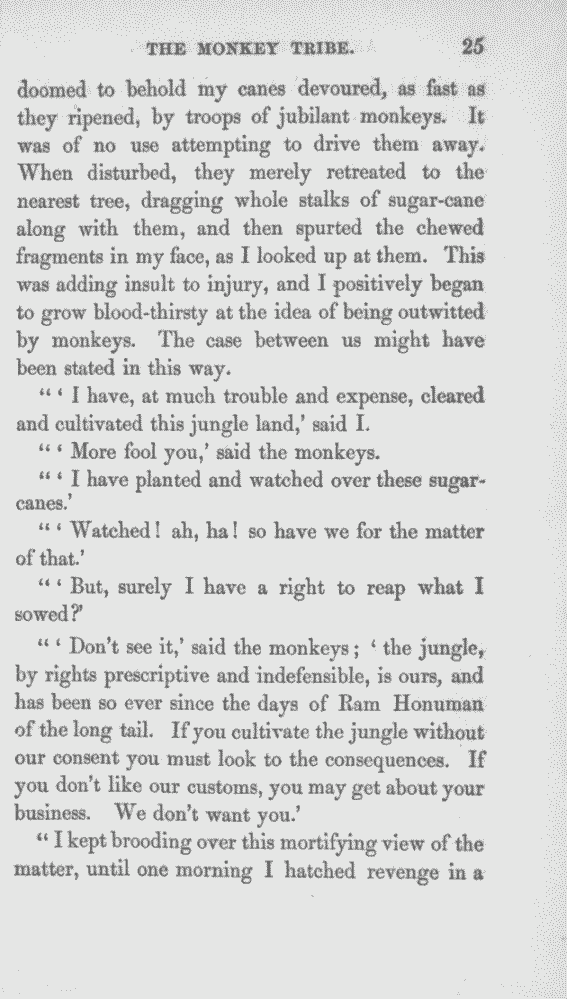 THE MONKEY TRIBE. 25
doomed to behold my canes devoured, as fast as
they ripened, by troops of jubilant monkeys. It
was of no use attempting to drive them away.
When disturbed, they merely retreated to the
nearest tree, dragging whole stalks of sugar-cane
along with them, and then spurted the chewed
fragments in my face, as I looked up at them. This
was adding insult to injury, and I positively began
to grow blood-thirsty at the idea of being outwitted
by monkeys. The case between us might have
been stated in this way.
“ ‘ I have, at much trouble and expense, cleared
and cultivated this jungle land,’ said I.
“ ‘ More fool you,’ said the monkeys.
“ ‘ I have planted and watched over these sugar-
canes.’
“ ‘ Watched! ah, ha! so have we for the matter
of that.’
“ ‘ But, surely I have a right to reap what I
sowed?’
“ ‘ Don’t see it,’ said the monkeys; ‘ the jungle,
by rights prescriptive and indefensible, is ours, and
has been so ever since the days of Ram Honuman
of the long tail. If you cultivate the jungle without
our consent you must look to the consequences. If
you don’t like our customs, you may get about your
business. We don’t want you.’
“ I kept brooding over this mortifying view of the
matter, until one morning I hatched revenge in a